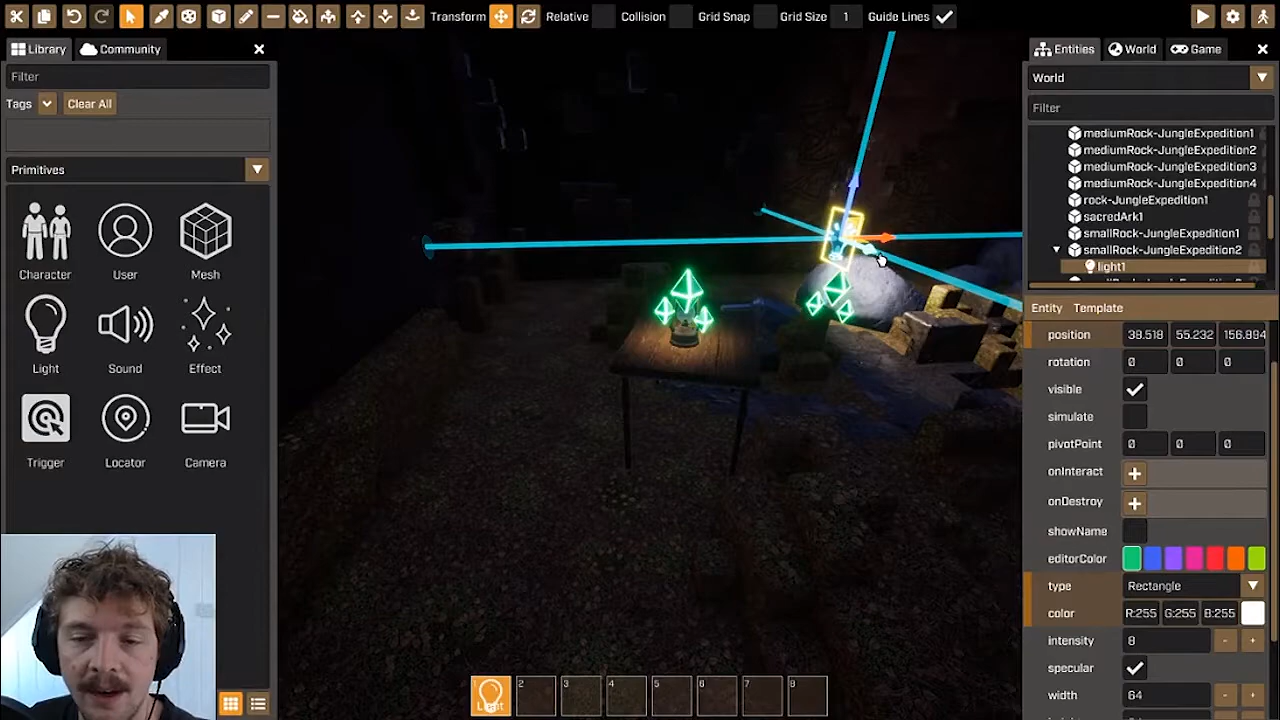 Transform Relative Collision Grid Snap Grid Size 1 Guide Lines
Library Community
Filter
Tags Clear All
Primitives
Character User Mesh
Light Sound Effect
Trigger Locator Camera
1 2 3 4 5 6 7 8
Light
Entities World Game
World
Filter
mediumRock-JungleExpedition1
mediumRock-JungleExpedition2
mediumRock-JungleExpedition3
mediumRock-JungleExpedition4
rock-JungleExpedition1
sacredArk1
smallRock-JungleExpedition1
smallRock-JungleExpedition2
light1
Entity Template
position 38.518 55.232 156.894
rotation 0 0 0
visible
simulate
pivotPoint 0 0 0
onInteract +
onDestroy +
showName
editorColor
type Rectangle
color R:255 G:255 B:255
intensity 8 - +
specular
width 64 - +